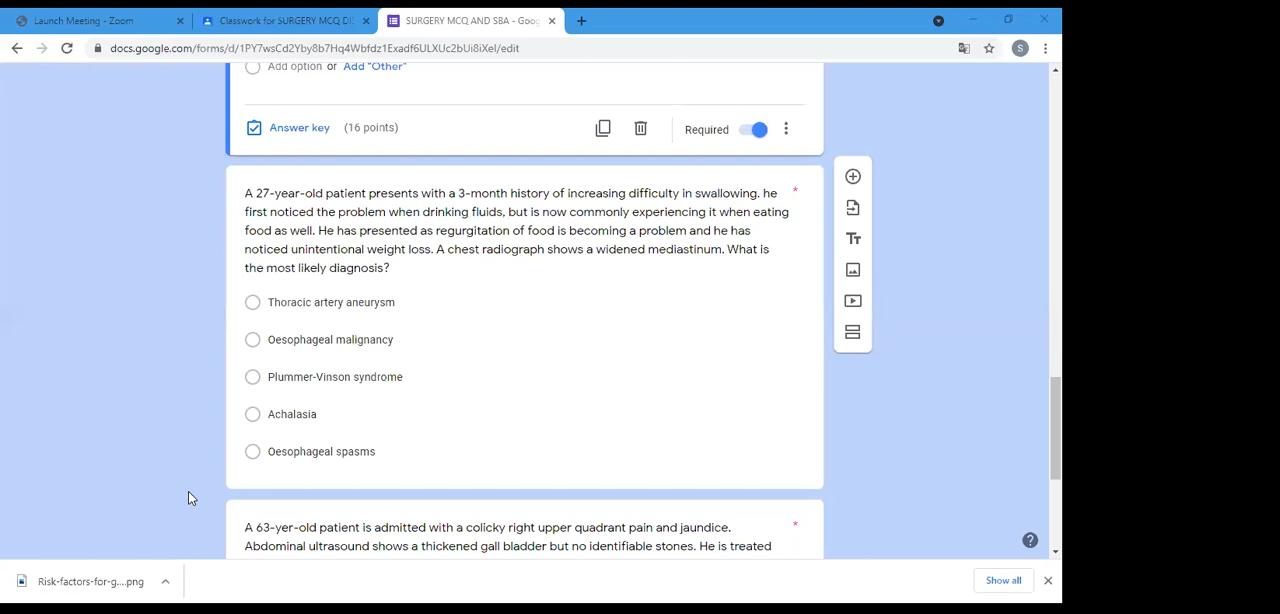 Launch Meeting - Zoom
Classwork for SURGERY MCQ DI
SURGERY MCQ AND SBA - Goog
docs.google.com/forms/d/1PY7wsCd2Yby8b7Hq4Wbfdz1Exadf6ULXUc2bUi8iXeI/edit
S
Add option or Add "Other"
Answer key (16 points)
Required
A 27-year-old patient presents with a 3-month history of increasing difficulty in swallowing. he *
first noticed the problem when drinking fluids, but is now commonly experiencing it when eating
food as well. He has presented as regurgitation of food is becoming a problem and he has
noticed unintentional weight loss. A chest radiograph shows a widened mediastinum. What is
the most likely diagnosis?
Thoracic artery aneurysm
Oesophageal malignancy
Plummer-Vinson syndrome
Achalasia
Oesophageal spasms
A 63-yer-old patient is admitted with a colicky right upper quadrant pain and jaundice. *
Abdominal ultrasound shows a thickened gall bladder but no identifiable stones. He is treated
Risk-factors-for-g....png
Show all